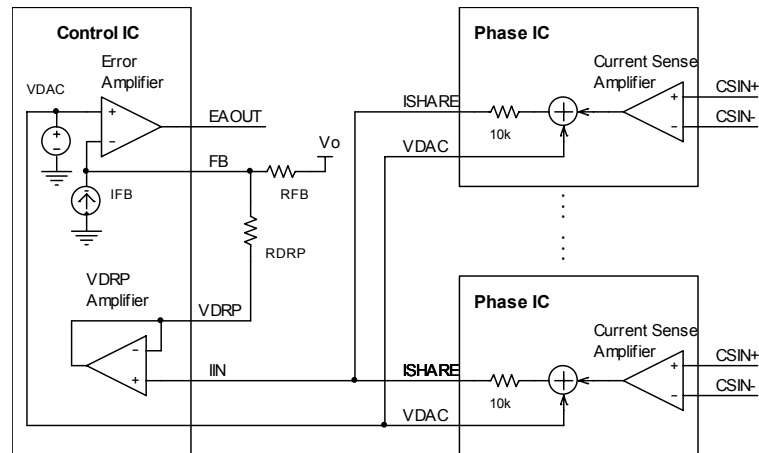 Control IC
Error
Amplifier
VDAC
+
-
+
-
EAOUT
FB
Vo
IFB
RFB
RDRP
VDRP
Amplifier
VDRP
-
+
IIN
Phase IC
Current Sense
Amplifier
ISHARE
10k
VDAC
+
-
CSIN+
CSIN-
Phase IC
Current Sense
Amplifier
ISHARE
10k
VDAC
+
-
CSIN+
CSIN-